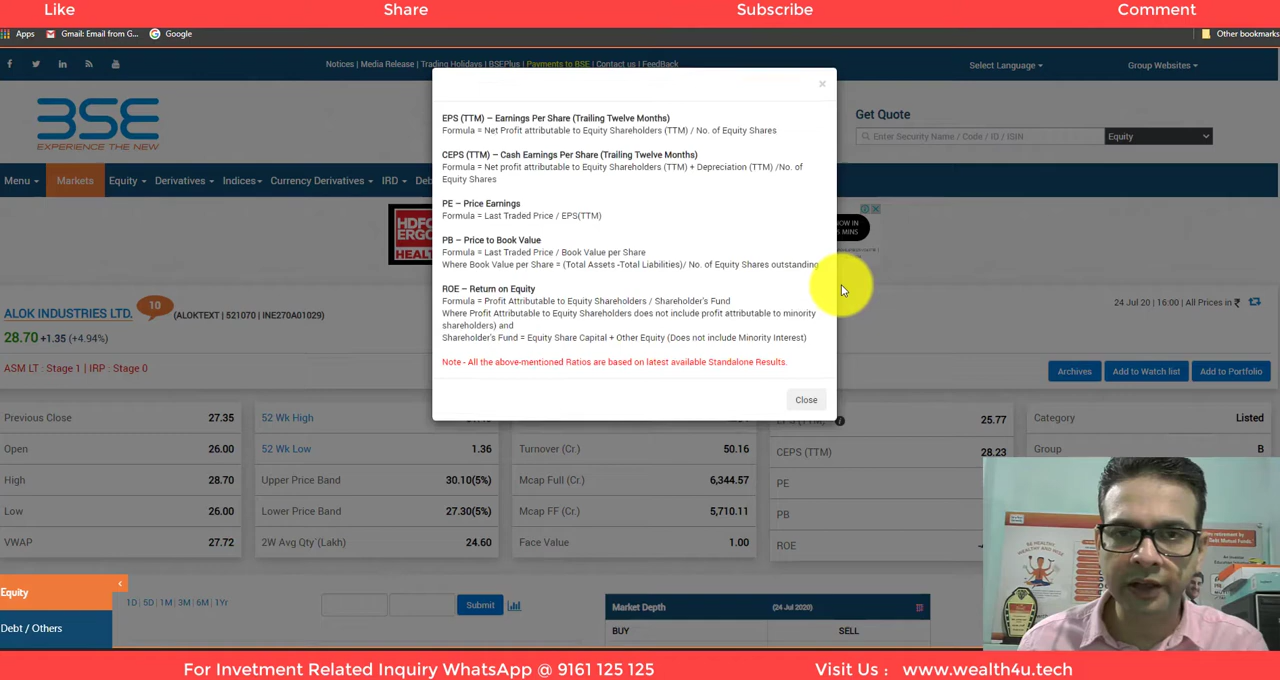 Like Share Subscribe Comment
Apps Gmail: Email from G... Google Other bookmarks
Notices | Media Release | Trading Holidays | BSEPlus | Payments to BSE | Contact us | FeedBack Select Language Group Websites
×
BSE
EXPERIENCE THE NEW
Get Quote
Enter Security Name / Code / ID / ISIN Equity
EPS (TTM) – Earnings Per Share (Trailing Twelve Months)
Formula = Net Profit attributable to Equity Shareholders (TTM) / No. of Equity Shares
CEPS (TTM) – Cash Earnings Per Share (Trailing Twelve Months)
Formula = Net profit attributable to Equity Shareholders (TTM) + Depreciation (TTM) /No. of
Equity Shares
Menu Markets Equity Derivatives Indices Currency Derivatives IRD
PE – Price Earnings
Formula = Last Traded Price / EPS(TTM)
HDFC
ERGO
HEALTH
PB – Price to Book Value
Formula = Last Traded Price / Book Value per Share
Where Book Value per Share = (Total Assets -Total Liabilities)/ No. of Equity Shares outstanding
ROE – Return on Equity
Formula = Profit Attributable to Equity Shareholders / Shareholder's Fund
Where Profit Attributable to Equity Shareholders does not include profit attributable to minority
shareholders) and
Shareholder's Fund = Equity Share Capital + Other Equity (Does not include Minority Interest)
Note - All the above-mentioned Ratios are based on latest available Standalone Results.
Close
ALOK INDUSTRIES LTD. 10 (ALOKTEXT | 521070 | INE270A01029) 24 Jul 20 | 16:00 | All Prices in ₹
28.70 +1.35 (+4.94%)
ASM LT : Stage 1 | IRP : Stage 0 Archives Add to Watch list Add to Portfolio
Previous Close 27.35 52 Wk High 25.77 Category Listed
Open 26.00 52 Wk Low 1.36 Turnover (Cr.) 50.16 CEPS (TTM) 28.23 Group B
High 28.70 Upper Price Band 30.10(5%) Mcap Full (Cr.) 6,344.57 PE
Low 26.00 Lower Price Band 27.30(5%) Mcap FF (Cr.) 5,710.11 PB
VWAP 27.72 2W Avg Qty (Lakh) 24.60 Face Value 1.00 ROE
Equity
Debt / Others
1D | 5D | 1M | 3M | 6M | 1Yr Submit
Market Depth (24 Jul 2020)
BUY SELL
For Invetment Related Inquiry WhatsApp @ 9161 125 125 Visit Us : www.wealth4u.tech